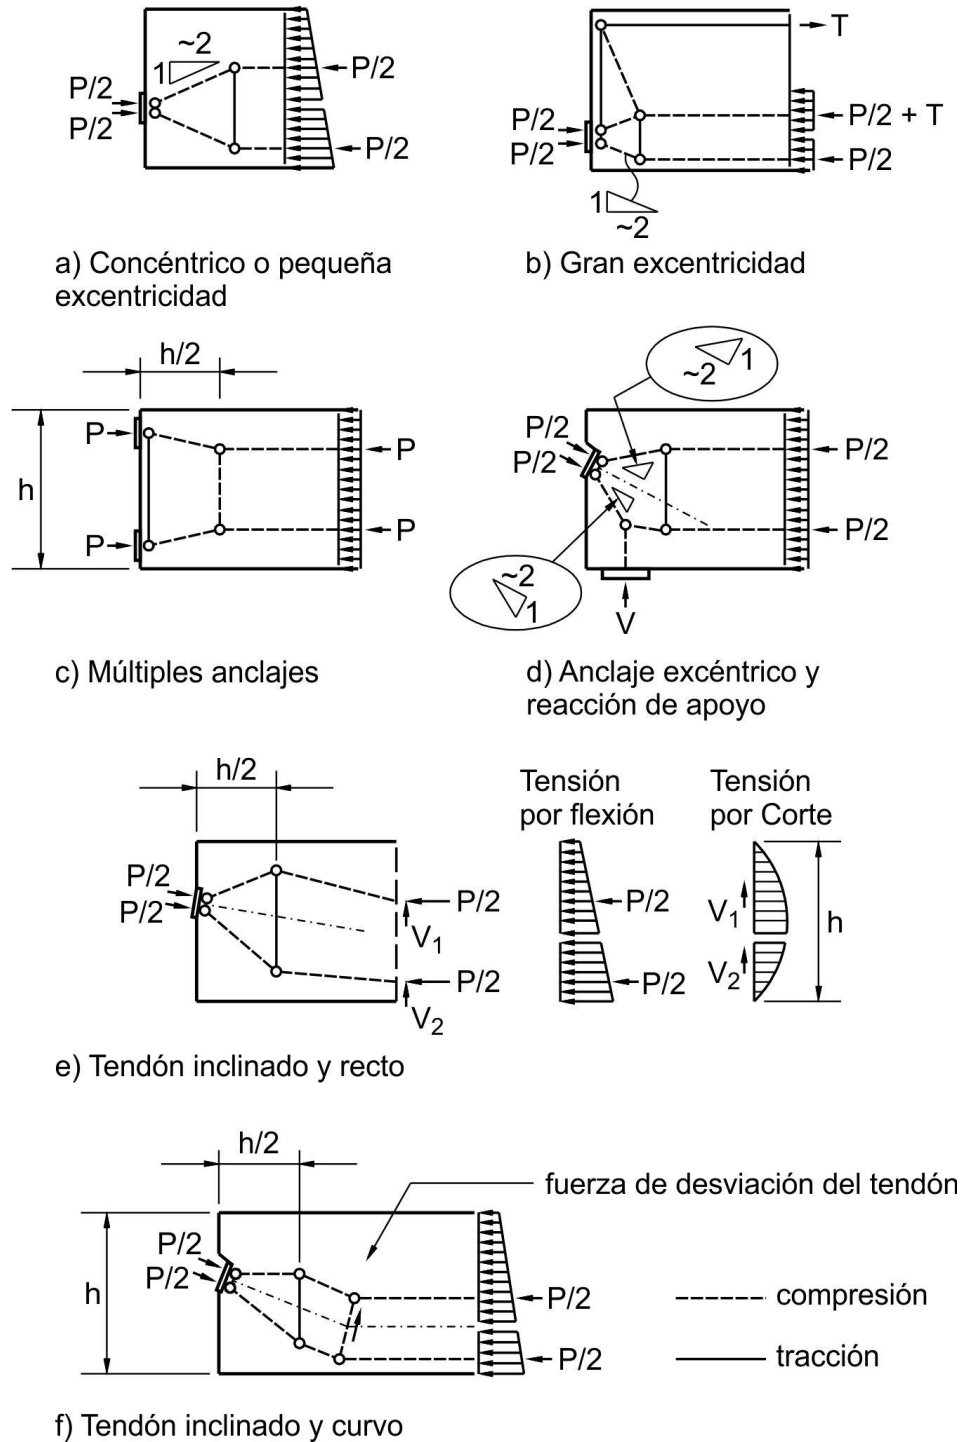 ~2
1
P/2
P/2
P/2
P/2
a) Concéntrico o pequeña
excentricidad
T
P/2
P/2
P/2 + T
P/2
1
~2
b) Gran excentricidad
h/2
h
P
P
P
P
c) Múltiples anclajes
~2
1
P/2
P/2
P/2
P/2
~2
1
V
d) Anclaje excéntrico y
reacción de apoyo
h/2
P/2
P/2
P/2
V1
P/2
V2
Tensión
por flexión
P/2
P/2
Tensión
por Corte
V1
V2
h
e) Tendón inclinado y recto
h/2
fuerza de desviación del tendón
h
P/2
P/2
P/2
P/2
compresión
tracción
f) Tendón inclinado y curvo